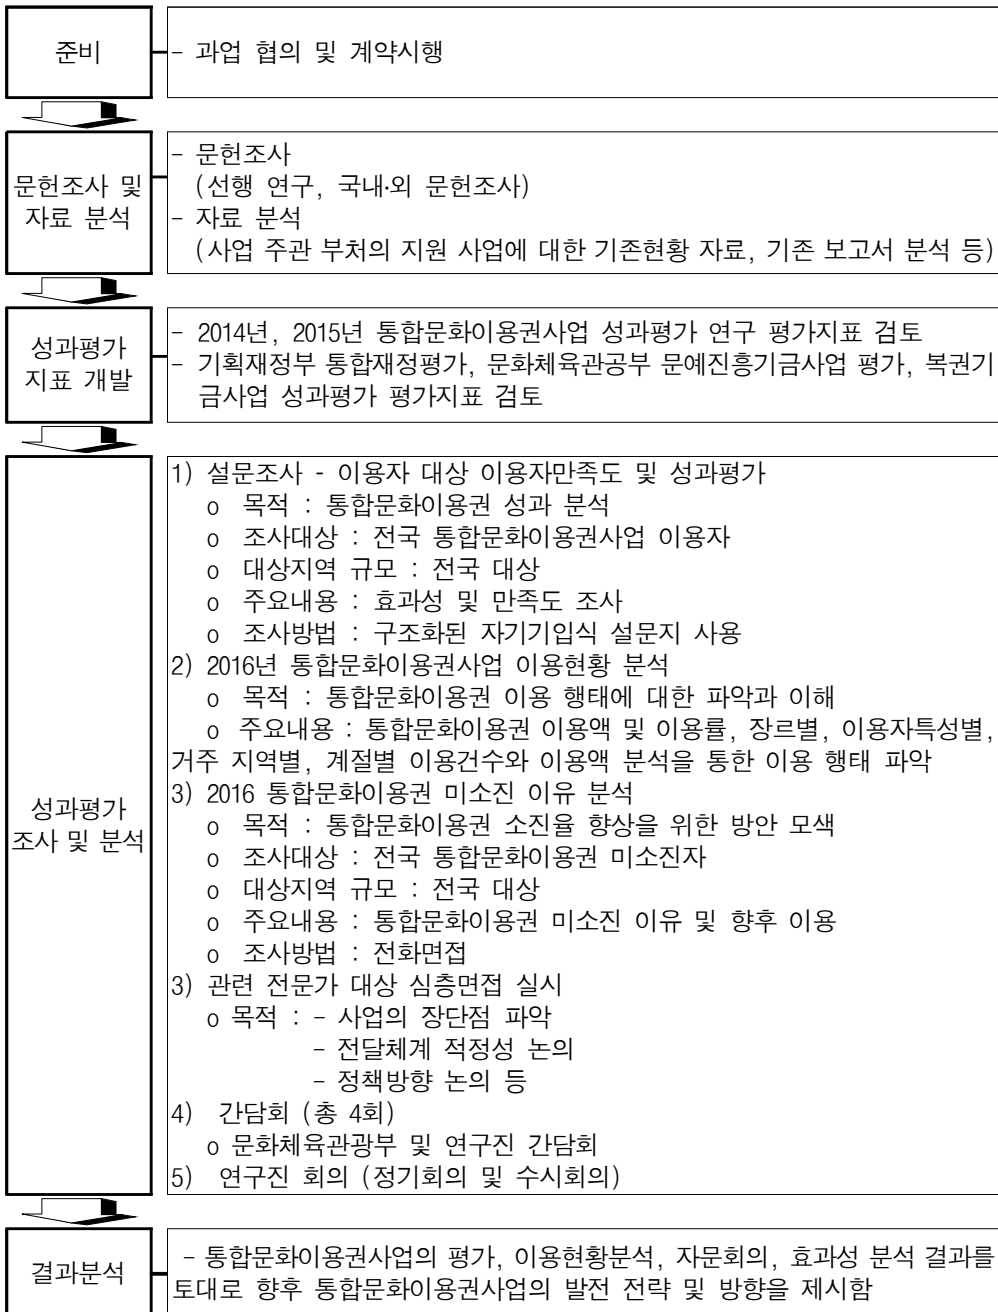 준비
- 과업 협의 및 계약시행
문헌조사 및
자료 분석
- 문헌조사
(선행 연구, 국내·외 문헌조사)
- 자료 분석
(사업 주관 부처의 지원 사업에 대한 기존현황 자료, 기존 보고서 분석 등)
성과평가
지표 개발
- 2014년, 2015년 통합문화이용권사업 성과평가 연구 평가지표 검토
- 기획재정부 통합재정평가, 문화체육관공부 문예진흥기금사업 평가, 복권기
금사업 성과평가 평가지표 검토
성과평가
조사 및 분석
1) 설문조사 - 이용자 대상 이용자만족도 및 성과평가
o 목적 : 통합문화이용권 성과 분석
o 조사대상 : 전국 통합문화이용권사업 이용자
o 대상지역 규모 : 전국 대상
o 주요내용 : 효과성 및 만족도 조사
o 조사방법 : 구조화된 자기기입식 설문지 사용
2) 2016년 통합문화이용권사업 이용현황 분석
o 목적 : 통합문화이용권 이용 행태에 대한 파악과 이해
o 주요내용 : 통합문화이용권 이용액 및 이용률, 장르별, 이용자특성별,
거주 지역별, 계절별 이용건수와 이용액 분석을 통한 이용 행태 파악
3) 2016 통합문화이용권 미소진 이유 분석
o 목적 : 통합문화이용권 소진율 향상을 위한 방안 모색
o 조사대상 : 전국 통합문화이용권 미소진자
o 대상지역 규모 : 전국 대상
o 주요내용 : 통합문화이용권 미소진 이유 및 향후 이용
o 조사방법 : 전화면접
3) 관련 전문가 대상 심층면접 실시
o 목적 : - 사업의 장단점 파악
- 전달체계 적정성 논의
- 정책방향 논의 등
4) 간담회 (총 4회)
o 문화체육관광부 및 연구진 간담회
5) 연구진 회의 (정기회의 및 수시회의)
결과분석
- 통합문화이용권사업의 평가, 이용현황분석, 자문회의, 효과성 분석 결과를
토대로 향후 통합문화이용권사업의 발전 전략 및 방향을 제시함